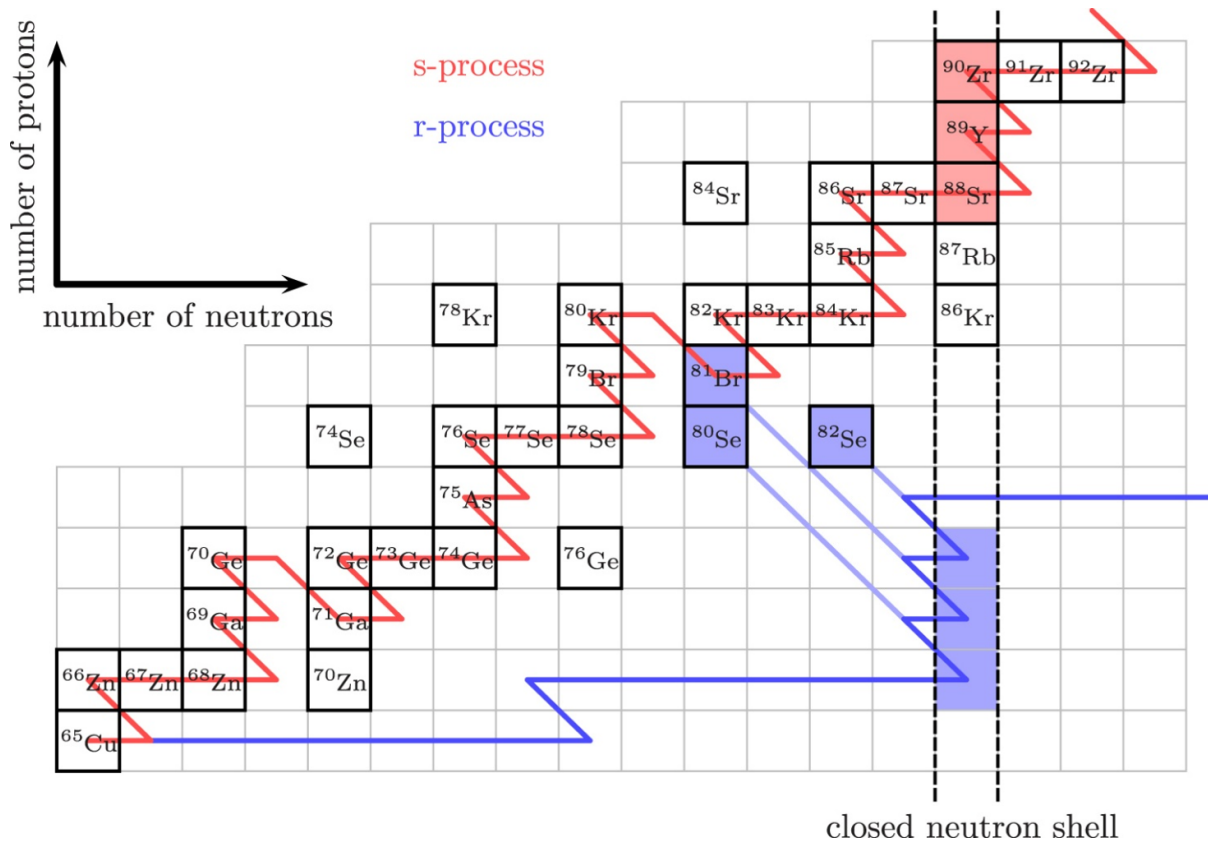 s-process
r-process
number of protons
number of neutrons
⁹⁰Zr ⁹¹Zr ⁹²Zr
⁸⁹Y
⁸⁴Sr ⁸⁶Sr ⁸⁷Sr ⁸⁸Sr
⁸⁵Rb ⁸⁷Rb
⁷⁸Kr ⁸⁰Kr ⁸²Kr ⁸³Kr ⁸⁴Kr ⁸⁶Kr
⁷⁹Br ⁸¹Br
⁷⁴Se ⁷⁶Se ⁷⁷Se ⁷⁸Se ⁸⁰Se ⁸²Se
⁷⁵As
⁷⁰Ge ⁷²Ge ⁷³Ge ⁷⁴Ge ⁷⁶Ge
⁶⁹Ga ⁷¹Ga
⁶⁶Zn ⁶⁷Zn ⁶⁸Zn ⁷⁰Zn
⁶⁵Cu
closed neutron shell